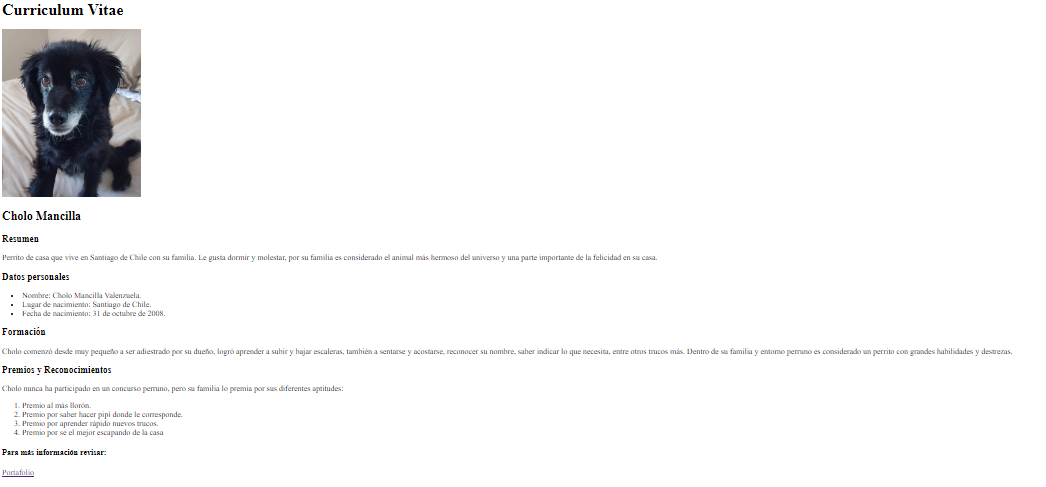 Curriculum Vitae
Cholo Mancilla
Resumen
Perrito de casa que vive en Santiago de Chile con su familia. Le gusta dormir y molestar, por su familia es considerado el animal más hermoso del universo y una parte importante de la felicidad en su casa.
Datos personales
• Nombre: Cholo Mancilla Valenzuela.
• Lugar de nacimiento: Santiago de Chile.
• Fecha de nacimiento: 31 de octubre de 2008.
Formación
Cholo comenzó desde muy pequeño a ser adiestrado por su dueño, logró aprender a subir y bajar escaleras, también a sentarse y acostarse, reconocer su nombre, saber indicar lo que necesita, entre otros trucos más. Dentro de su familia y entorno perruno es considerado un perrito con grandes habilidades y destrezas.
Premios y Reconocimientos
Cholo nunca ha participado en un concurso perruno, pero su familia lo premia por sus diferentes aptitudes:
1. Premio al más llorón.
2. Premio por saber hacer pipí donde le corresponde.
3. Premio por aprender rápido nuevos trucos.
4. Premio por se el mejor escapando de la casa
Para más información revisar:
Portafolio